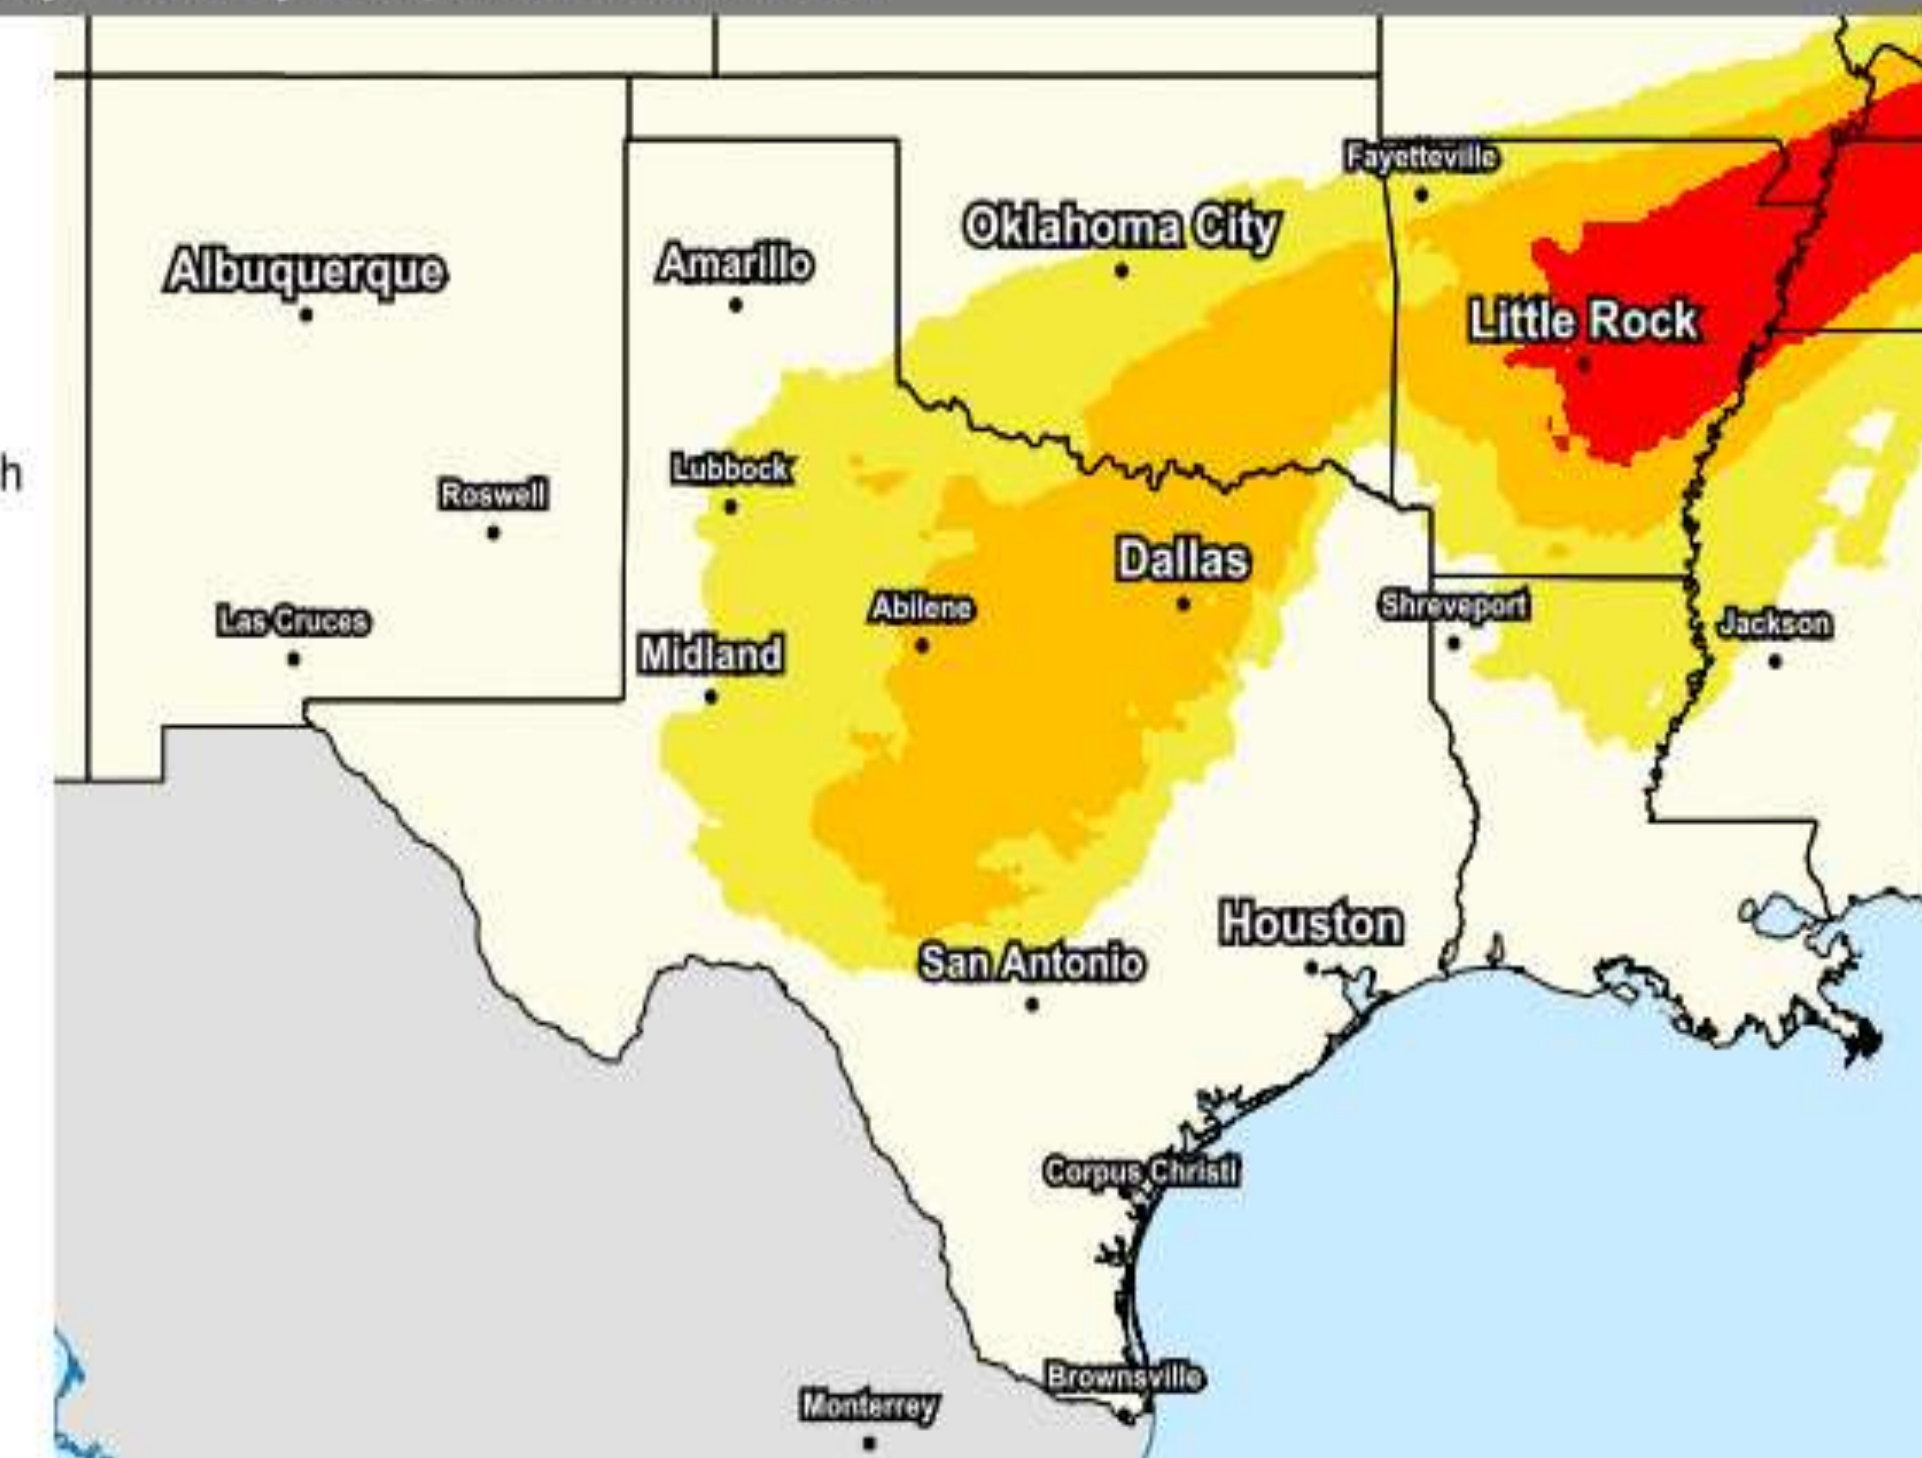 Fayetteville
Oklahoma City
Albuquerque
Amarillo
Little Rock
h
Lubbock
Roswell
Dallas
Abilene
Shreveport
Las Cruces
Jackson
Midland
Houston
San Antonio
Corpus Christi
Brownsville
Monterrey